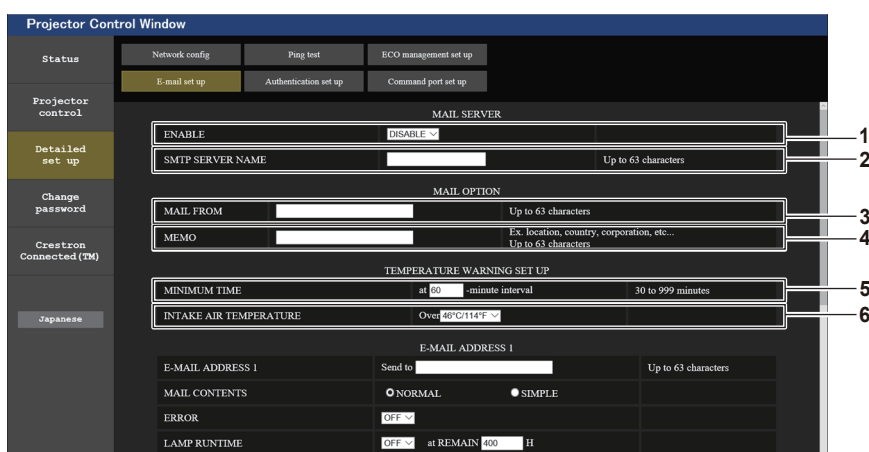 Projector Control Window
Status
Network config
Ping test
ECO management set up
E-mail set up
Authentication set up
Command port set up
Projector
control
Detailed
set up
Change
password
Crestron
Connected(TM)
Japanese
MAIL SERVER
ENABLE DISABLE 1
SMTP SERVER NAME Up to 63 characters 2
MAIL OPTION
MAIL FROM Up to 63 characters 3
MEMO Ex. location, country, corporation, etc... 4
Up to 63 characters
TEMPERATURE WARNING SET UP
MINIMUM TIME at 60 -minute interval 30 to 999 minutes 5
INTAKE AIR TEMPERATURE Over 46°C/114°F 6
E-MAIL ADDRESS 1
E-MAIL ADDRESS 1 Send to Up to 63 characters
MAIL CONTENTS NORMAL SIMPLE
ERROR OFF
LAMP RUNTIME OFF at REMAIN 400 H